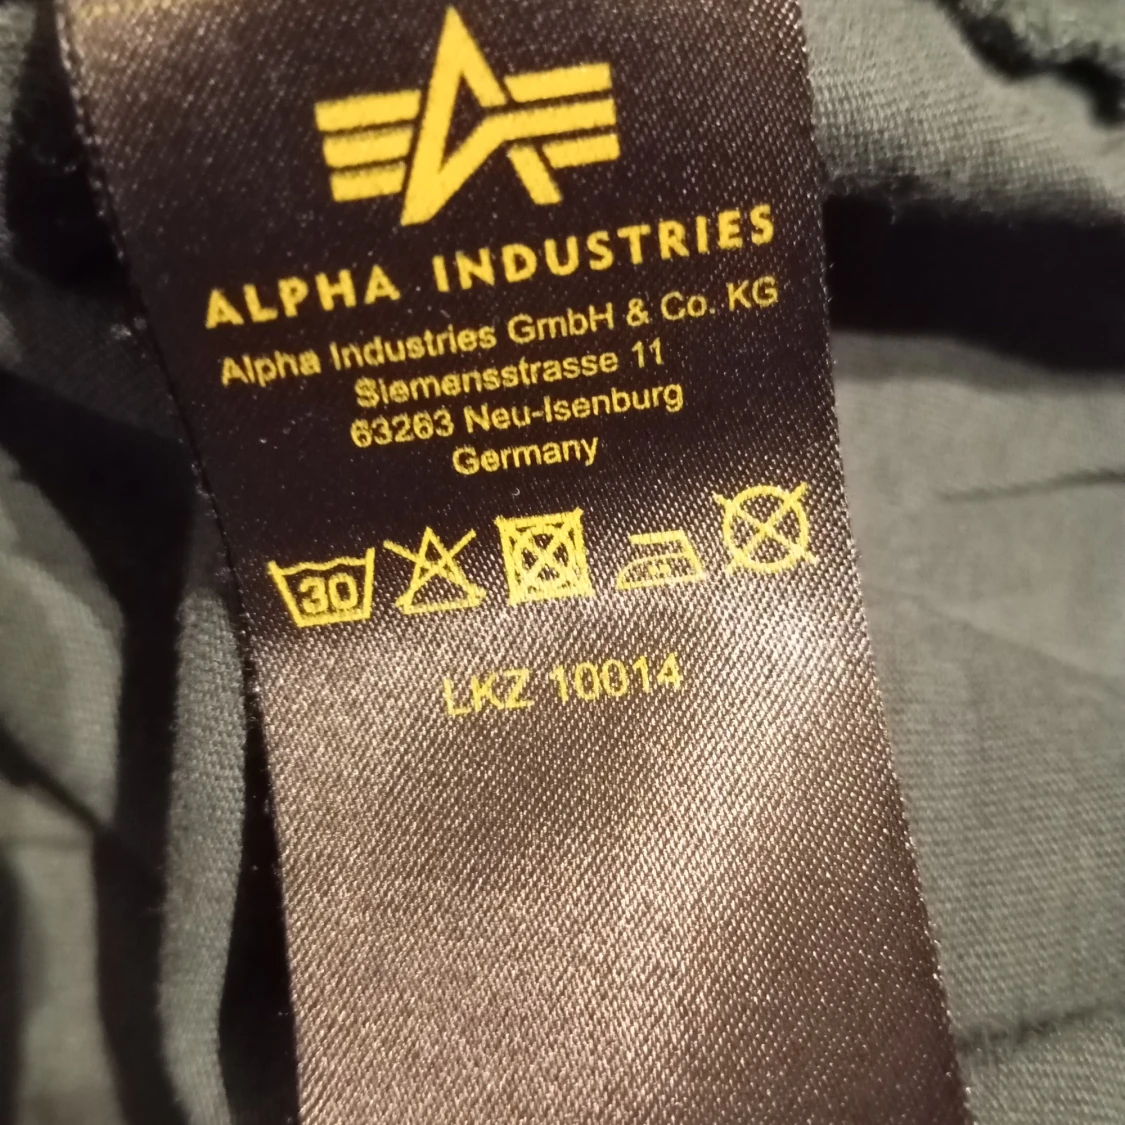 ALPHA INDUSTRIES
Alpha Industries GmbH & Co. KG
Siemensstrasse 11
63263 Neu-Isenburg
Germany
30
LKZ 10014